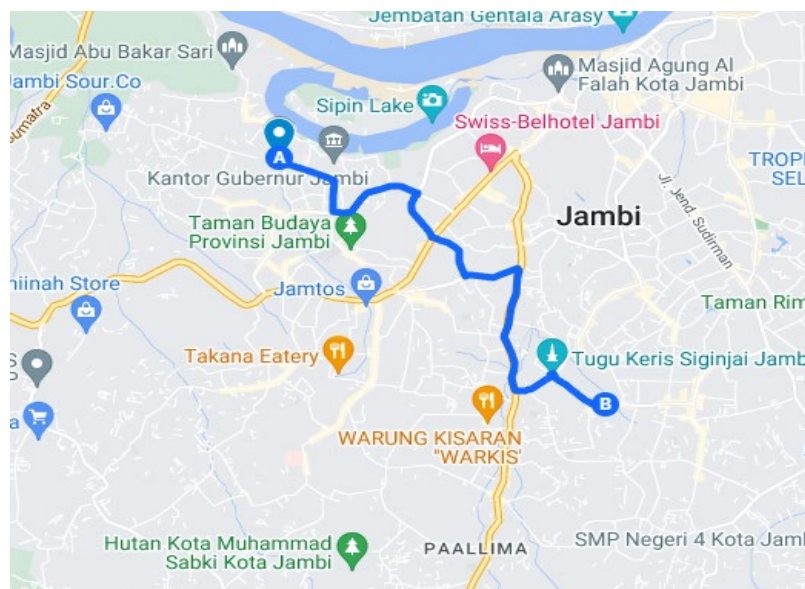 Jembatan Gentala Arasy
Masjid Abu Bakar Sari
Masjid Agung Al
Falah Kota Jambi
Jambi Sour.Co
Sipin Lake
Swiss-Belhotel Jambi
A
Kantor Gubernur Jambi
TROP
SEL
Jl. Jend. Sudirman
Taman Budaya
Provinsi Jambi
Jambi
Jamtos
Store
Taman Rim
Takana Eatery
Tugu Keris Siginjai Jamb
B
WARUNG KISARAN
"WARKIS'
Hutan Kota Muhammad
Sabki Kota Jambi
PAALLIMA
SMP Negeri 4 Kota Jam